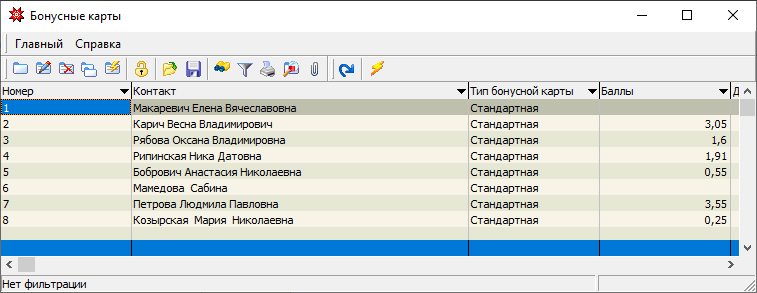 Бонусные карты
Главный Справка
Номер Контакт Тип бонусной карты Баллы Д
1 Макаревич Елена Вячеславовна Стандартная
2 Карич Весна Владимирович Стандартная 3,05
3 Рябова Оксана Владимировна Стандартная 1,6
4 Рипинская Ника Датовна Стандартная 1,91
5 Бобрович Анастасия Николаевна Стандартная 0,55
6 Мамедова Сабина Стандартная
7 Петрова Людмила Павловна Стандартная 3,55
8 Козырская Мария Николаевна Стандартная 0,25
Нет фильтрации